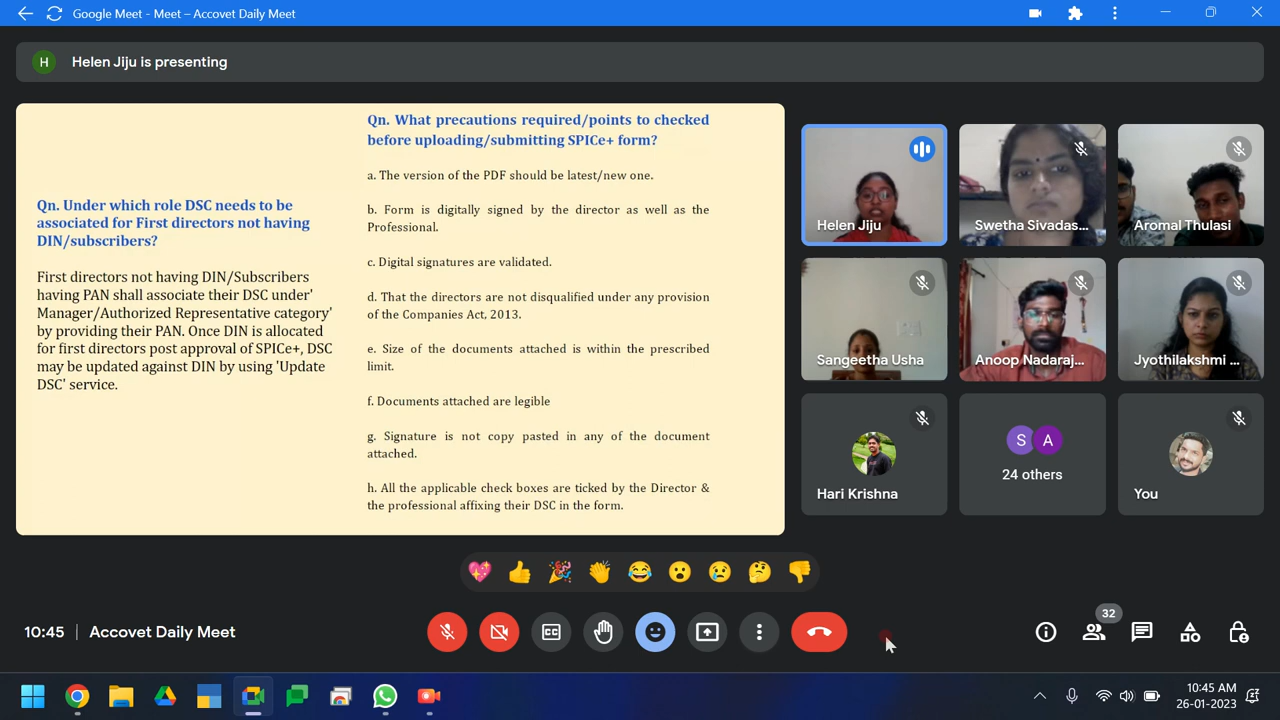 Google Meet - Meet – Accovet Daily Meet
H
Helen Jiju is presenting
Qn. Under which role DSC needs to be
associated for First directors not having
DIN/subscribers?
First directors not having DIN/Subscribers
having PAN shall associate their DSC under'
Manager/Authorized Representative category'
by providing their PAN. Once DIN is allocated
for first directors post approval of SPICe+, DSC
may be updated against DIN by using 'Update
DSC' service.
Qn. What precautions required/points to checked
before uploading/submitting SPICe+ form?
a. The version of the PDF should be latest/new one.
b. Form is digitally signed by the director as well as the
Professional.
c. Digital signatures are validated.
d. That the directors are not disqualified under any provision
of the Companies Act, 2013.
e. Size of the documents attached is within the prescribed
limit.
f. Documents attached are legible
g. Signature is not copy pasted in any of the document
attached.
h. All the applicable check boxes are ticked by the Director &
the professional affixing their DSC in the form.
Helen Jiju
Swetha Sivadas...
Aromal Thulasi
Sangeetha Usha
Anoop Nadaraj...
Jyothilakshmi ...
Hari Krishna
S A
24 others
You
10:45 | Accovet Daily Meet
32
10:45 AM
26-01-2023